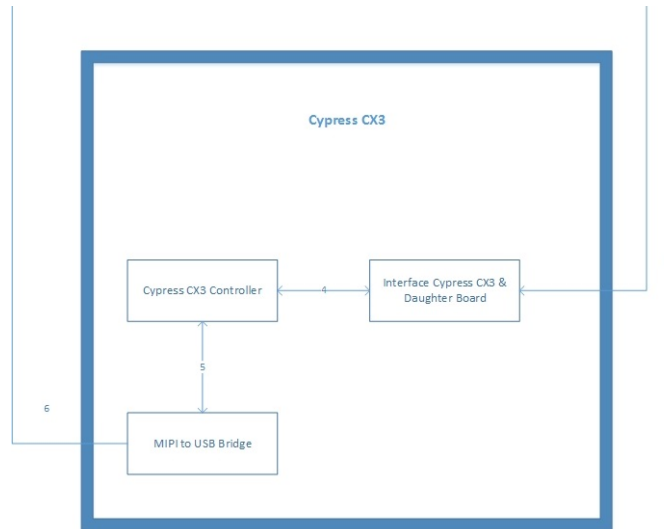 Cypress CX3
Cypress CX3 Controller
4
Interface Cypress CX3 &
Daughter Board
5
6
MIPI to USB Bridge